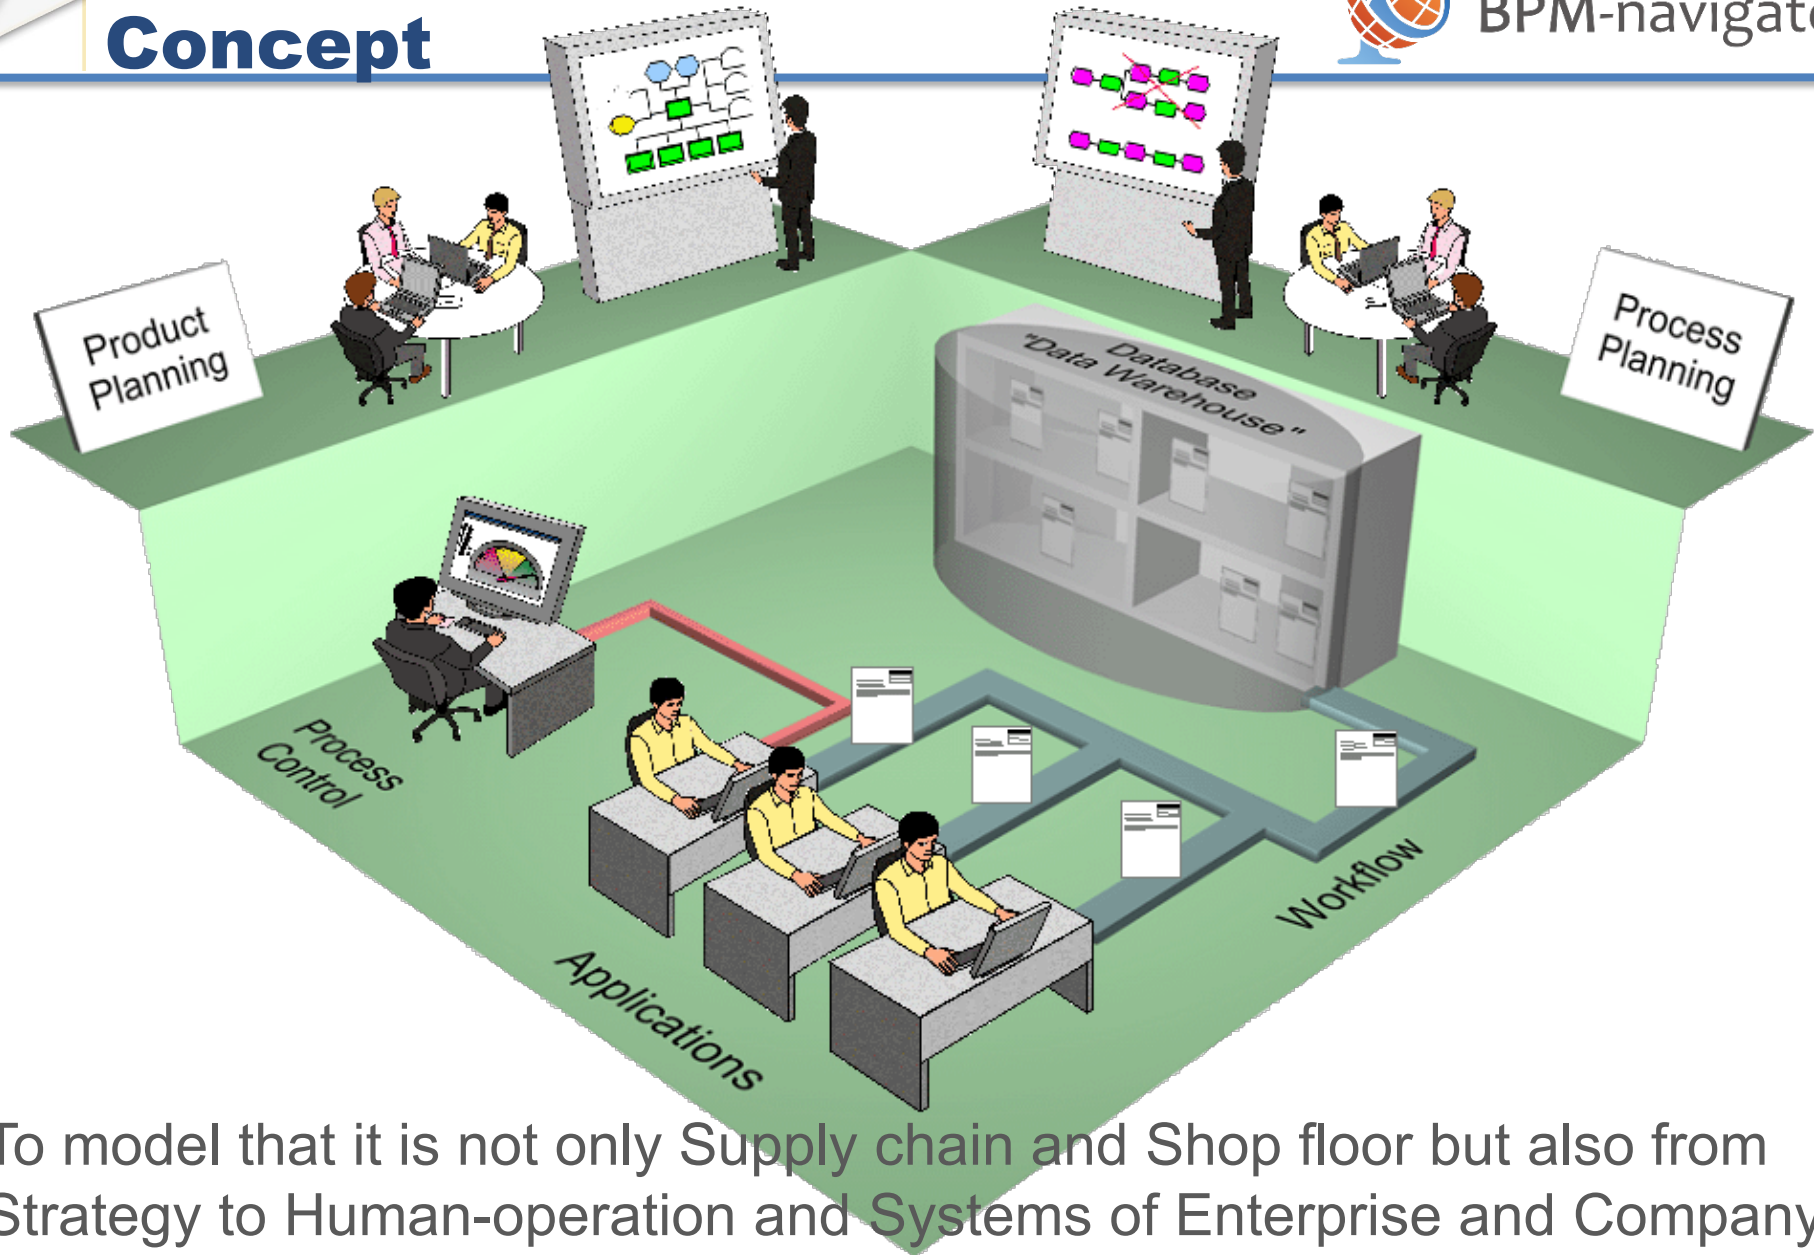 Concept
BPM-navigato
Product
Planning
Process
Planning
Database
"Data Warehouse"
Process
Control
Applications
Workflow
To model that it is not only Supply chain and Shop floor but also from
Strategy to Human-operation and Systems of Enterprise and Company